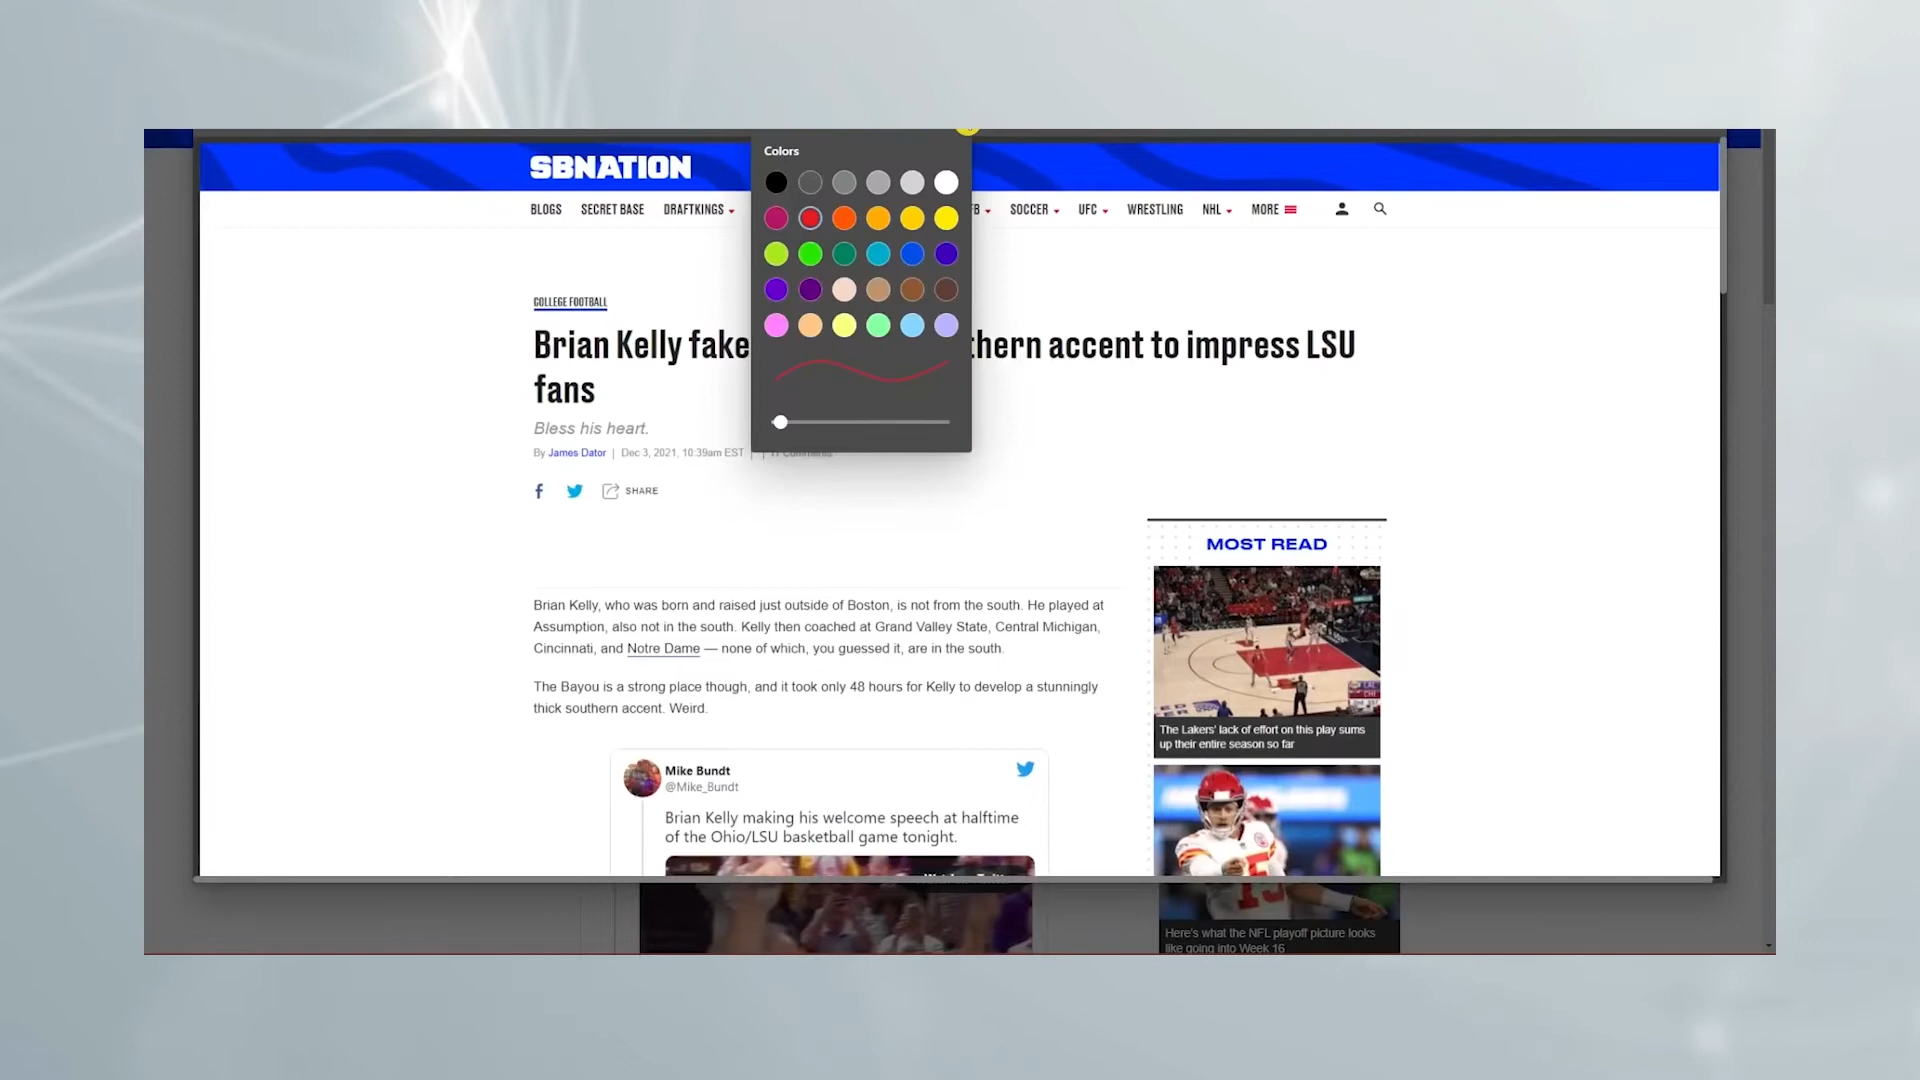 Colors
SBNATION
BLOGS SECRET BASE DRAFTKINGS FB SOCCER UFC WRESTLING NHL MORE
COLLEGE FOOTBALL
Brian Kelly fake thern accent to impress LSU
fans
Bless his heart.
By James Dator | Dec 3, 2021, 10:39am EST | | 17 Comments
f SHARE
Brian Kelly, who was born and raised just outside of Boston, is not from the south. He played at
Assumption, also not in the south. Kelly then coached at Grand Valley State, Central Michigan,
Cincinnati, and Notre Dame — none of which, you guessed it, are in the south.
The Bayou is a strong place though, and it took only 48 hours for Kelly to develop a stunningly
thick southern accent. Weird.
Mike Bundt
@Mike_Bundt
Brian Kelly making his welcome speech at halftime
of the Ohio/LSU basketball game tonight.
MOST READ
The Lakers' lack of effort on this play sums
up their entire season so far
Here's what the NFL playoff picture looks
like going into Week 16